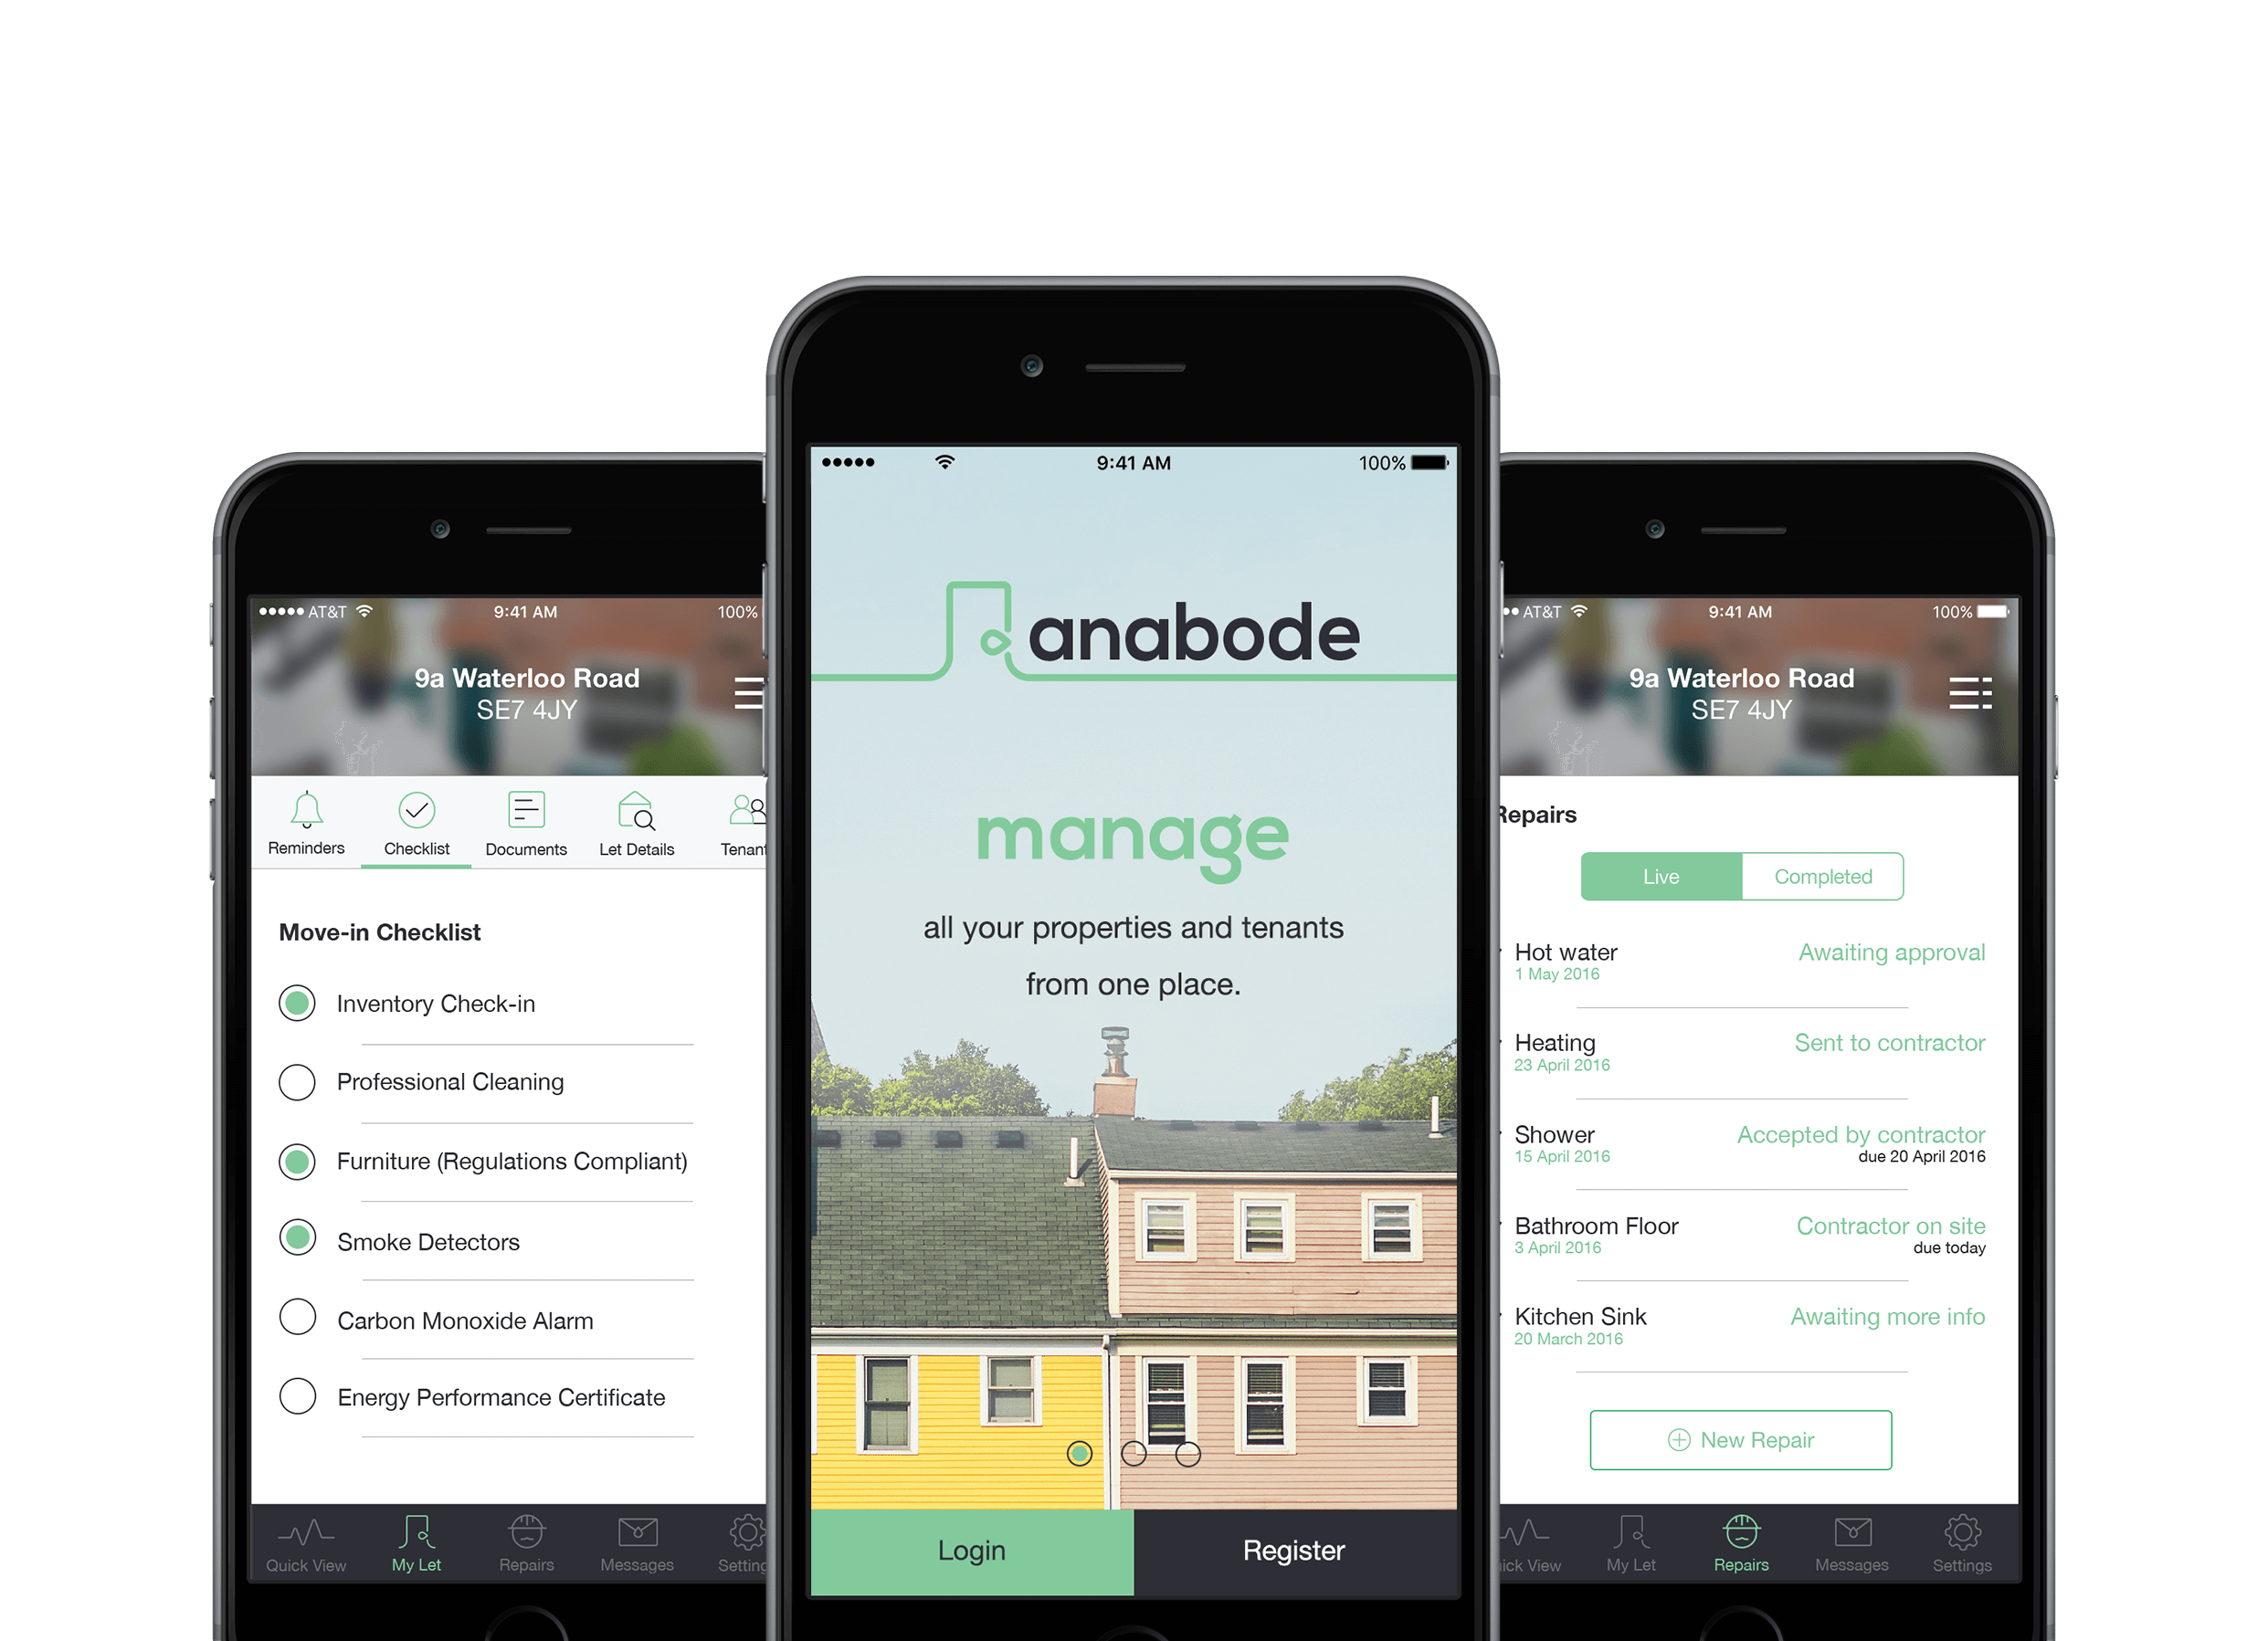 AT&T 9:41 AM 100%
9a Waterloo Road
SE7 4JY
Reminders Checklist Documents Let Details Tenant
Move-in Checklist
Inventory Check-in
Professional Cleaning
Furniture (Regulations Compliant)
Smoke Detectors
Carbon Monoxide Alarm
Energy Performance Certificate
Quick View My Let Repairs Messages Setting
9:41 AM 100%
anabode
manage
all your properties and tenants
from one place.
Login Register
AT&T 9:41 AM 100%
9a Waterloo Road
SE7 4JY
Repairs
Live Completed
Hot water Awaiting approval
1 May 2016
Heating Sent to contractor
23 April 2016
Shower Accepted by contractor
15 April 2016 due 20 April 2016
Bathroom Floor Contractor on site
3 April 2016 due today
Kitchen Sink Awaiting more info
20 March 2016
New Repair
ick View My Let Repairs Messages Settings